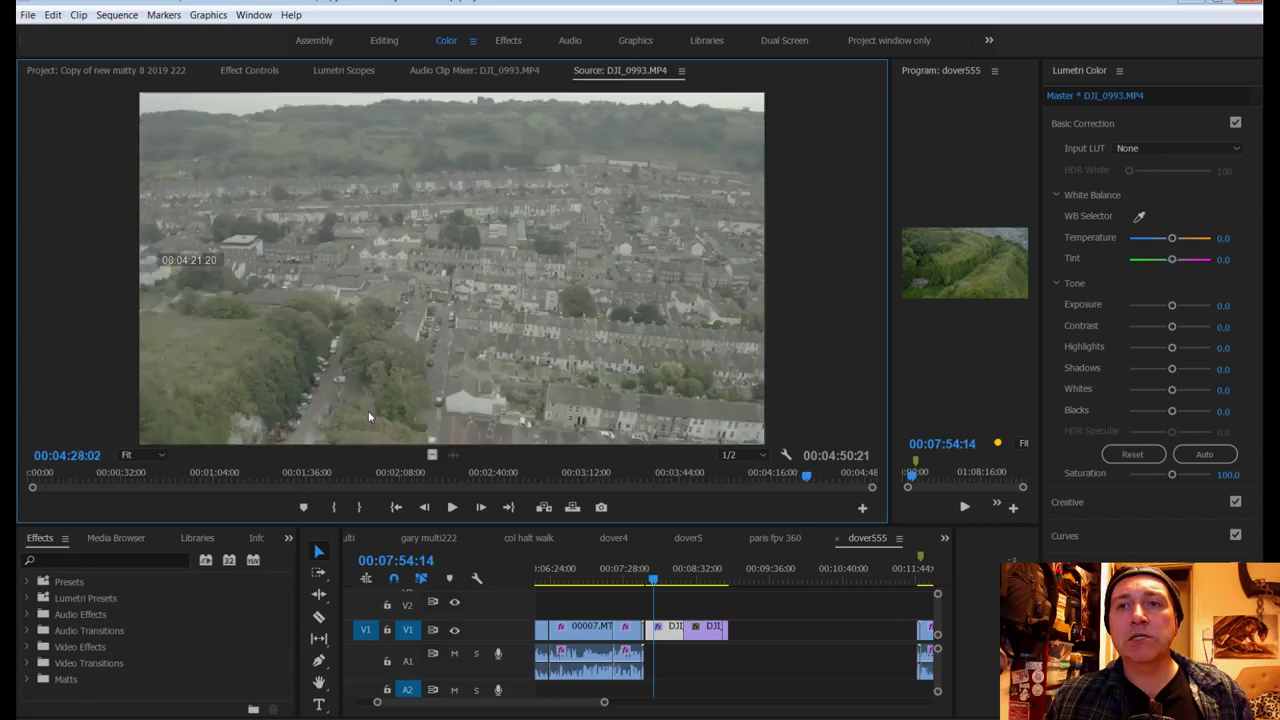 File Edit Clip Sequence Markers Graphics Window Help
Assembly Editing Color Effects Audio Graphics Libraries Dual Screen Project window only
Project: Copy of new matty 8 2019 222 Effect Controls Lumetri Scopes Audio Clip Mixer: DJI_0993.MP4 Source: DJI_0993.MP4 Program: dover555 Lumetri Color
Master * DJI_0993.MP4
Basic Correction
Input LUT None
HDR White 100
White Balance
WB Selector
Temperature 0.0
Tint 0.0
Tone
Exposure 0.0
Contrast 0.0
Highlights 0.0
Shadows 0.0
Whites 0.0
Blacks 0.0
HDR Specular 0.0
Reset Auto
Saturation 100.0
Creative
Curves
00:04:21:20
00:04:28:02 Fit 1/2 00:04:50:21
:00:00 00:00:32:00 00:01:04:00 00:01:36:00 00:02:08:00 00:02:40:00 00:03:12:00 00:03:44:00 00:04:16:00 00:04:48
00:07:54:14 Fit
:00:00 01:08:16:00
Effects Media Browser Libraries Info
Presets
Lumetri Presets
Audio Effects
Audio Transitions
Video Effects
Video Transitions
Matts
ulti gary multi222 col halt walk dover4 dover5 paris fpv 360 × dover555
00:07:54:14
:06:24:00 00:07:28:00 00:08:32:00 00:09:36:00 00:10:40:00 00:11:44:0
V2
V1 V1 fx 00007.MT fx fx DJI fx DJI_
A1 M S
A2 M S